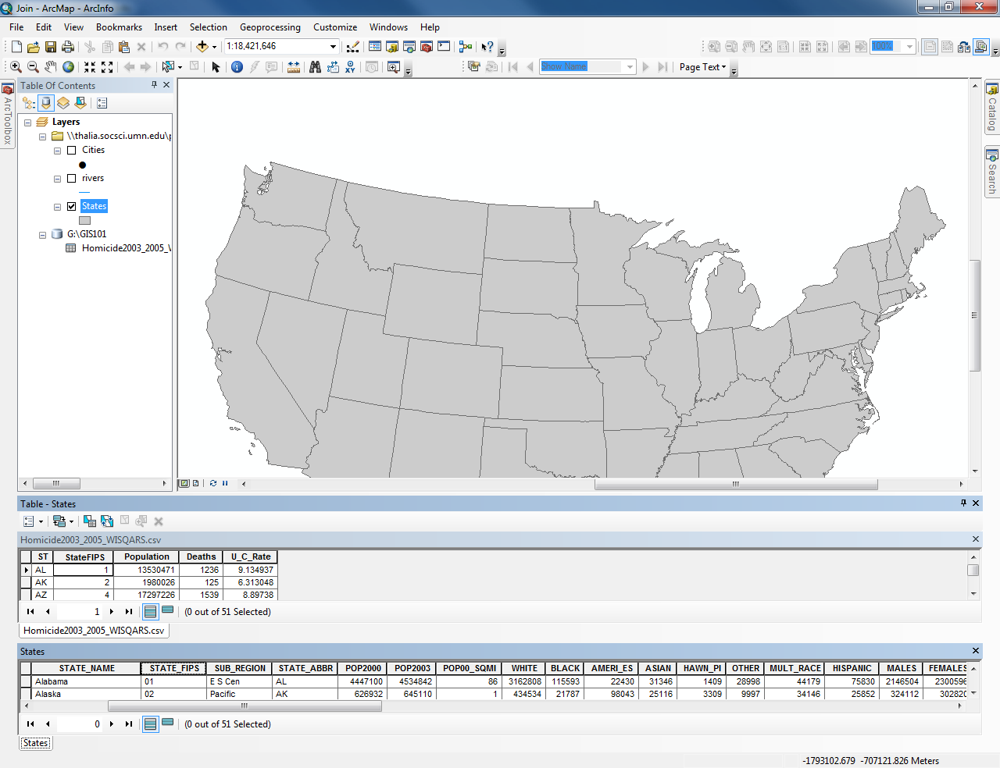 Join - ArcMap - ArcInfo
File Edit View Bookmarks Insert Selection Geoprocessing Customize Windows Help
1:18,421,646
100%
Show Name
Page Text
Table Of Contents
ArcToolbox
Layers
\\thalia.socsci.umn.edu\
Cities
rivers
States
G:\GIS101
Homicide2003_2005_
Catalog
Search
Table - States
Homicide2003_2005_WISQARS.csv
ST StateFIPS Population Deaths U_C_Rate
AL 1 13530471 1236 9.134937
AK 2 1980026 125 6.313048
AZ 4 17297226 1539 8.89738
1 (0 out of 51 Selected)
Homicide2003_2005_WISQARS.csv
States
STATE_NAME STATE_FIPS SUB_REGION STATE_ABBR POP2000 POP2003 POP00_SQMI WHITE BLACK AMERI_ES ASIAN HAWN_PI OTHER MULT_RACE HISPANIC MALES FEMALES
Alabama 01 E S Cen AL 4447100 4534842 86 3162808 115593 22430 31346 1409 28998 44179 75830 2146504 2300596
Alaska 02 Pacific AK 626932 645110 1 434534 21787 98043 25116 3309 9997 34146 25852 324112 302820
0 (0 out of 51 Selected)
States
-1793102.679 -707121.826 Meters